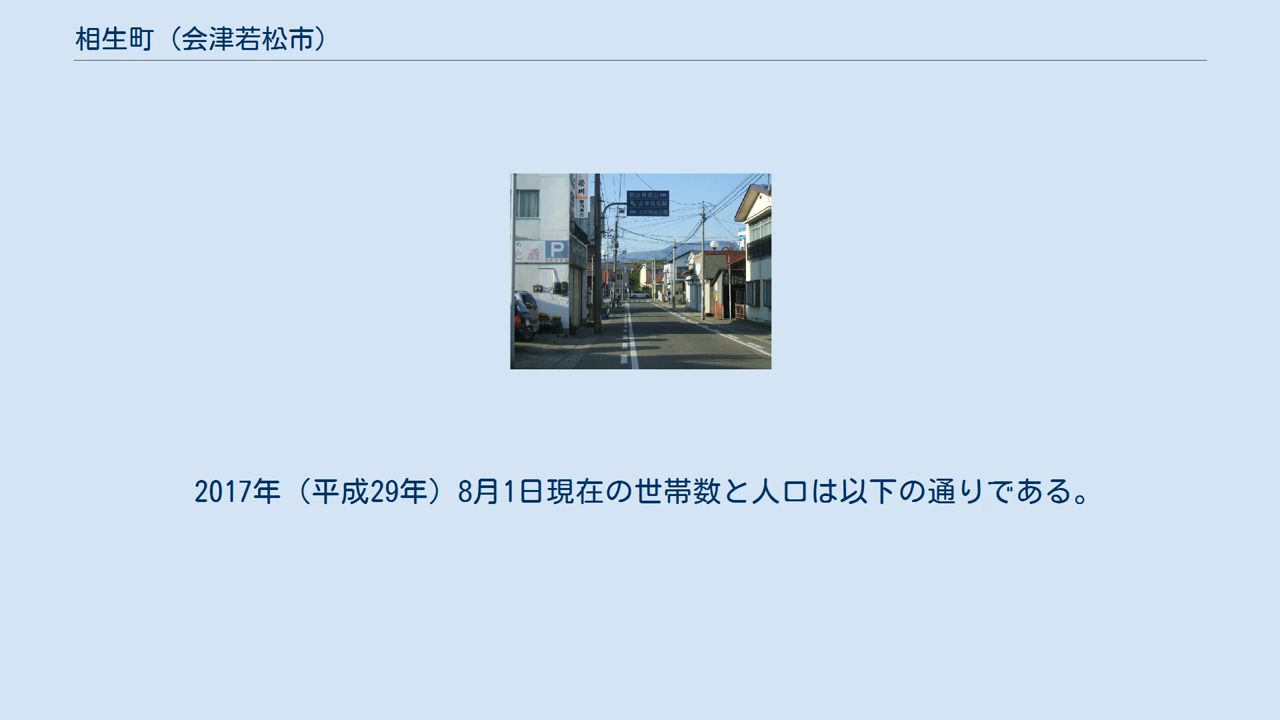 相生町（会津若松市）
P
酒
2017年（平成29年）8月1日現在の世帯数と人口は以下の通りである。